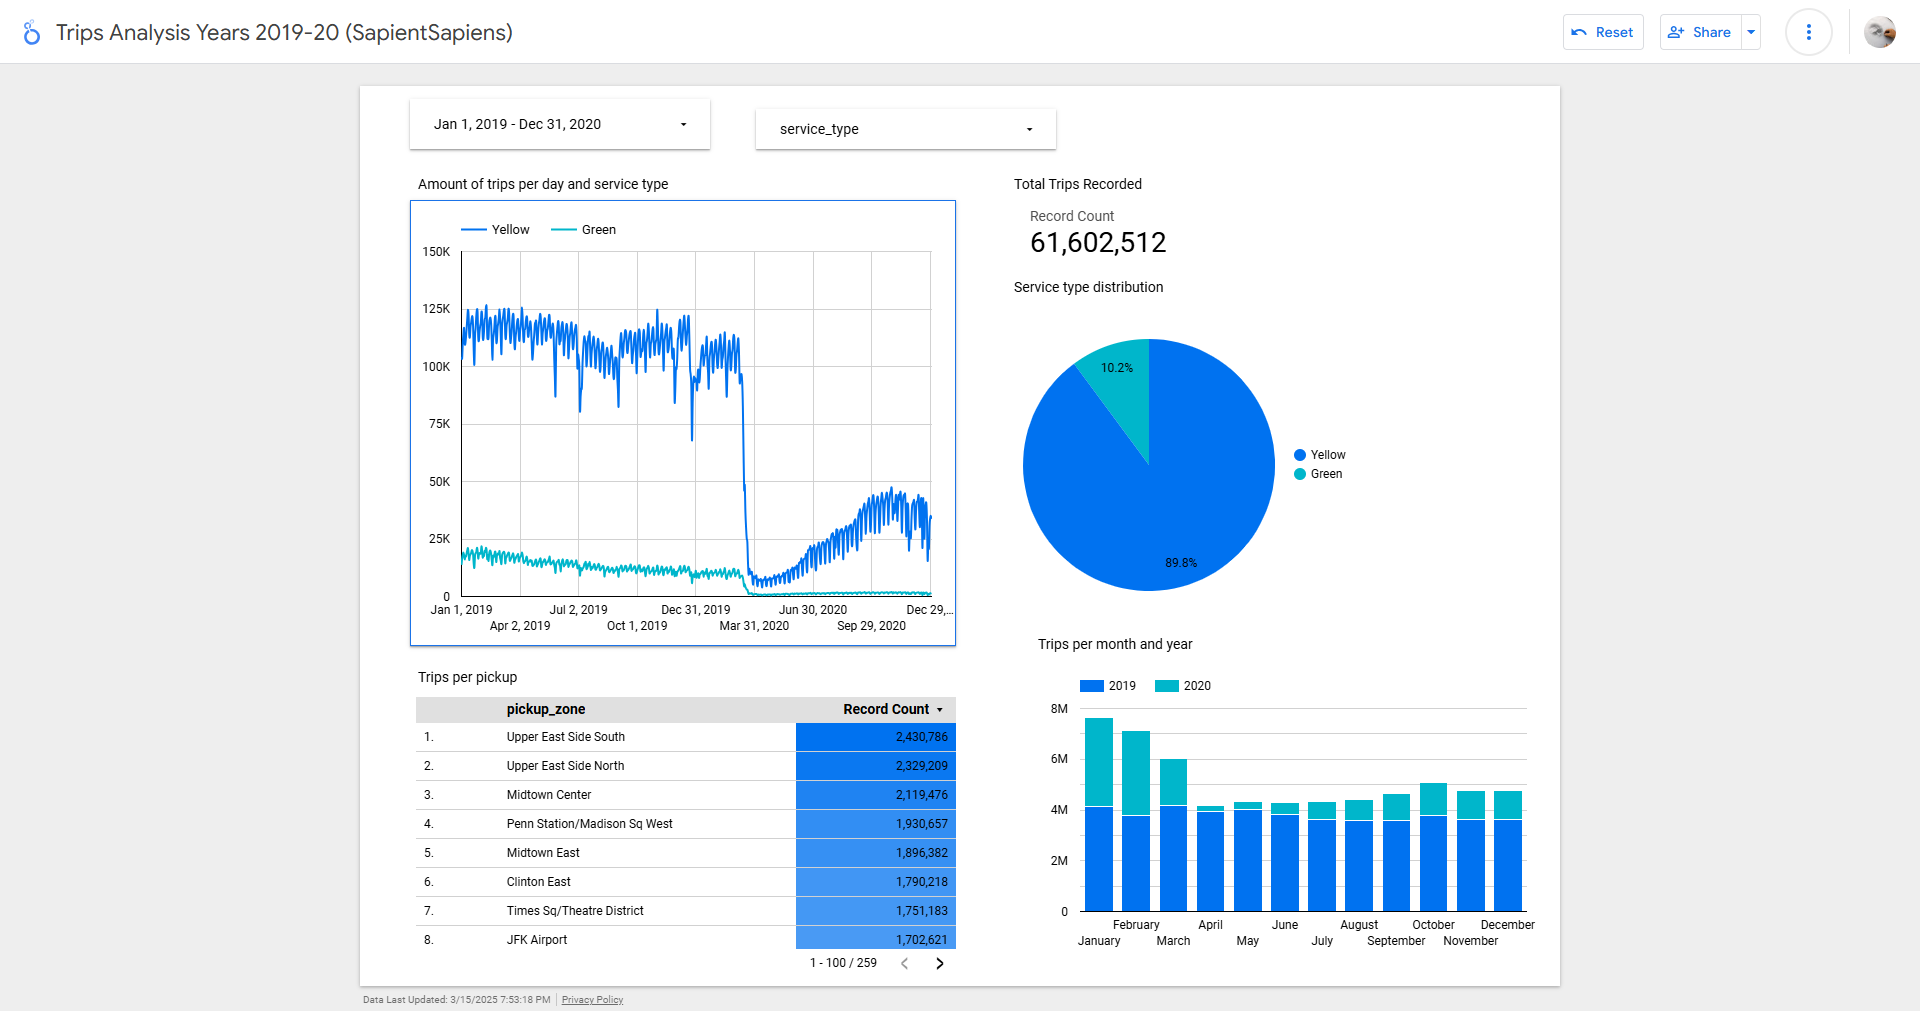 Trips Analysis Years 2019-20 (SapientSapiens)
Reset
Share
Jan 1, 2019 - Dec 31, 2020
service_type
Amount of trips per day and service type
Yellow
Green
150K
125K
100K
75K
50K
25K
0
Jan 1, 2019
Jul 2, 2019
Dec 31, 2019
Jun 30, 2020
Dec 29,...
Apr 2, 2019
Oct 1, 2019
Mar 31, 2020
Sep 29, 2020
Total Trips Recorded
Record Count
61,602,512
Service type distribution
10.2%
89.8%
Yellow
Green
Trips per pickup
pickup_zone Record Count
1. Upper East Side South 2,430,786
2. Upper East Side North 2,329,209
3. Midtown Center 2,119,476
4. Penn Station/Madison Sq West 1,930,657
5. Midtown East 1,896,382
6. Clinton East 1,790,218
7. Times Sq/Theatre District 1,751,183
8. JFK Airport 1,702,621
1 - 100 / 259
Trips per month and year
2019
2020
8M
6M
4M
2M
0
February
April
June
August
October
December
January
March
May
July
September
November
Data Last Updated: 3/15/2025 7:53:18 PM
Privacy Policy